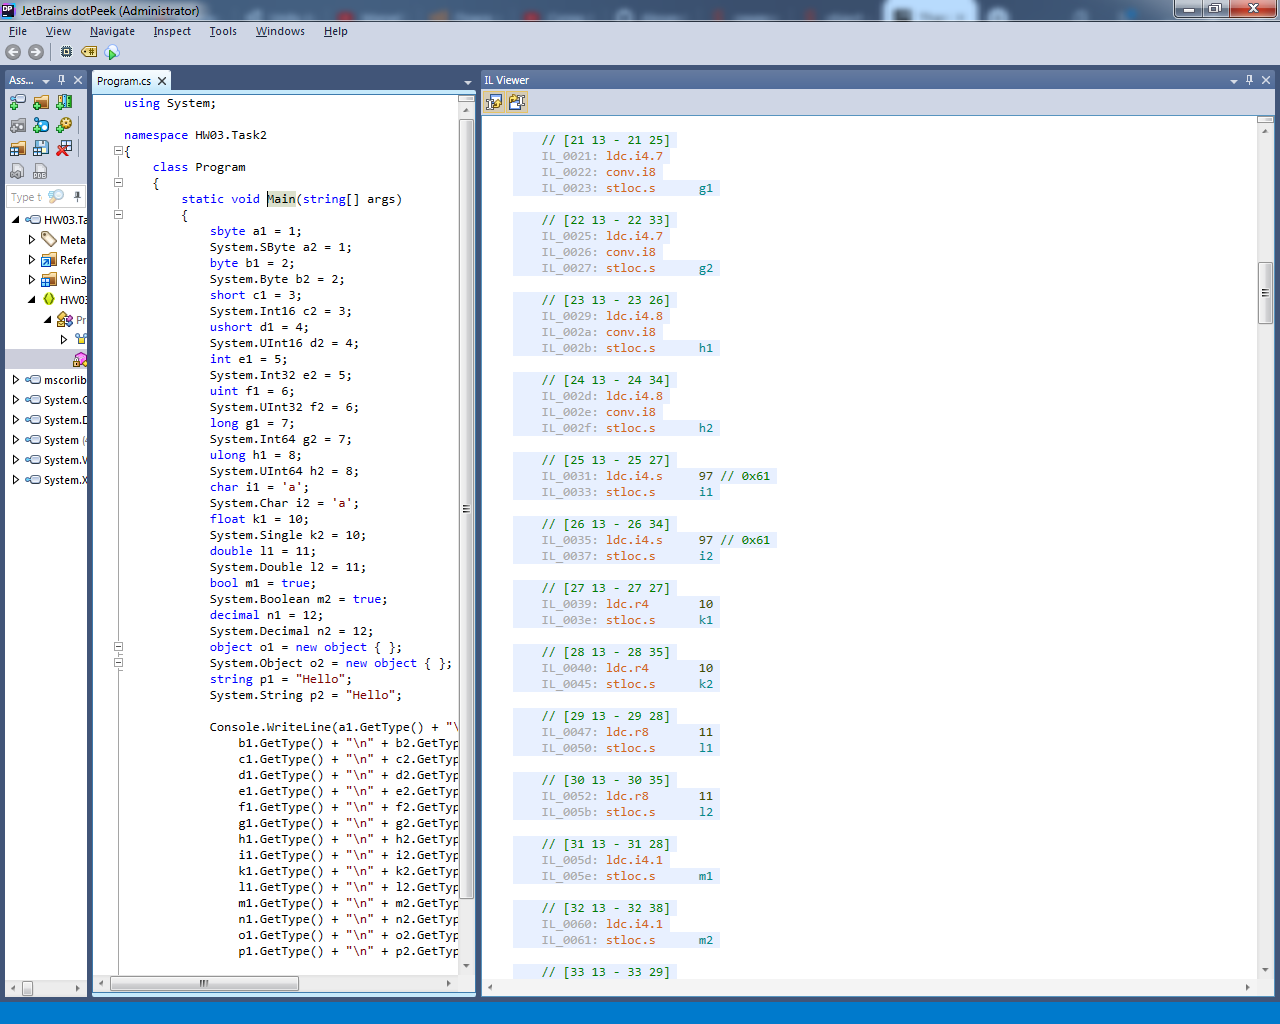 JetBrains dotPeek (Administrator)
File View Navigate Inspect Tools Windows Help
Ass...
Type t
HW03.Ta
Meta
Refer
Win3
HW03
Pr
mscorlib
System.C
System.D
System (4
System.V
System.X
Program.cs
using System;
namespace HW03.Task2
{
class Program
{
static void Main(string[] args)
{
sbyte a1 = 1;
System.SByte a2 = 1;
byte b1 = 2;
System.Byte b2 = 2;
short c1 = 3;
System.Int16 c2 = 3;
ushort d1 = 4;
System.UInt16 d2 = 4;
int e1 = 5;
System.Int32 e2 = 5;
uint f1 = 6;
System.UInt32 f2 = 6;
long g1 = 7;
System.Int64 g2 = 7;
ulong h1 = 8;
System.UInt64 h2 = 8;
char i1 = 'a';
System.Char i2 = 'a';
float k1 = 10;
System.Single k2 = 10;
double l1 = 11;
System.Double l2 = 11;
bool m1 = true;
System.Boolean m2 = true;
decimal n1 = 12;
System.Decimal n2 = 12;
object o1 = new object { };
System.Object o2 = new object { };
string p1 = "Hello";
System.String p2 = "Hello";
Console.WriteLine(a1.GetType() + "\
b1.GetType() + "\n" + b2.GetTyp
c1.GetType() + "\n" + c2.GetTyp
d1.GetType() + "\n" + d2.GetTyp
e1.GetType() + "\n" + e2.GetTyp
f1.GetType() + "\n" + f2.GetTyp
g1.GetType() + "\n" + g2.GetTyp
h1.GetType() + "\n" + h2.GetTyp
i1.GetType() + "\n" + i2.GetTyp
k1.GetType() + "\n" + k2.GetTyp
l1.GetType() + "\n" + l2.GetTyp
m1.GetType() + "\n" + m2.GetTyp
n1.GetType() + "\n" + n2.GetTyp
o1.GetType() + "\n" + o2.GetTyp
p1.GetType() + "\n" + p2.GetTyp
IL Viewer
// [21 13 - 21 25]
IL_0021: ldc.i4.7
IL_0022: conv.i8
IL_0023: stloc.s g1
// [22 13 - 22 33]
IL_0025: ldc.i4.7
IL_0026: conv.i8
IL_0027: stloc.s g2
// [23 13 - 23 26]
IL_0029: ldc.i4.8
IL_002a: conv.i8
IL_002b: stloc.s h1
// [24 13 - 24 34]
IL_002d: ldc.i4.8
IL_002e: conv.i8
IL_002f: stloc.s h2
// [25 13 - 25 27]
IL_0031: ldc.i4.s 97 // 0x61
IL_0033: stloc.s i1
// [26 13 - 26 34]
IL_0035: ldc.i4.s 97 // 0x61
IL_0037: stloc.s i2
// [27 13 - 27 27]
IL_0039: ldc.r4 10
IL_003e: stloc.s k1
// [28 13 - 28 35]
IL_0040: ldc.r4 10
IL_0045: stloc.s k2
// [29 13 - 29 28]
IL_0047: ldc.r8 11
IL_0050: stloc.s l1
// [30 13 - 30 35]
IL_0052: ldc.r8 11
IL_005b: stloc.s l2
// [31 13 - 31 28]
IL_005d: ldc.i4.1
IL_005e: stloc.s m1
// [32 13 - 32 38]
IL_0060: ldc.i4.1
IL_0061: stloc.s m2
// [33 13 - 33 29]